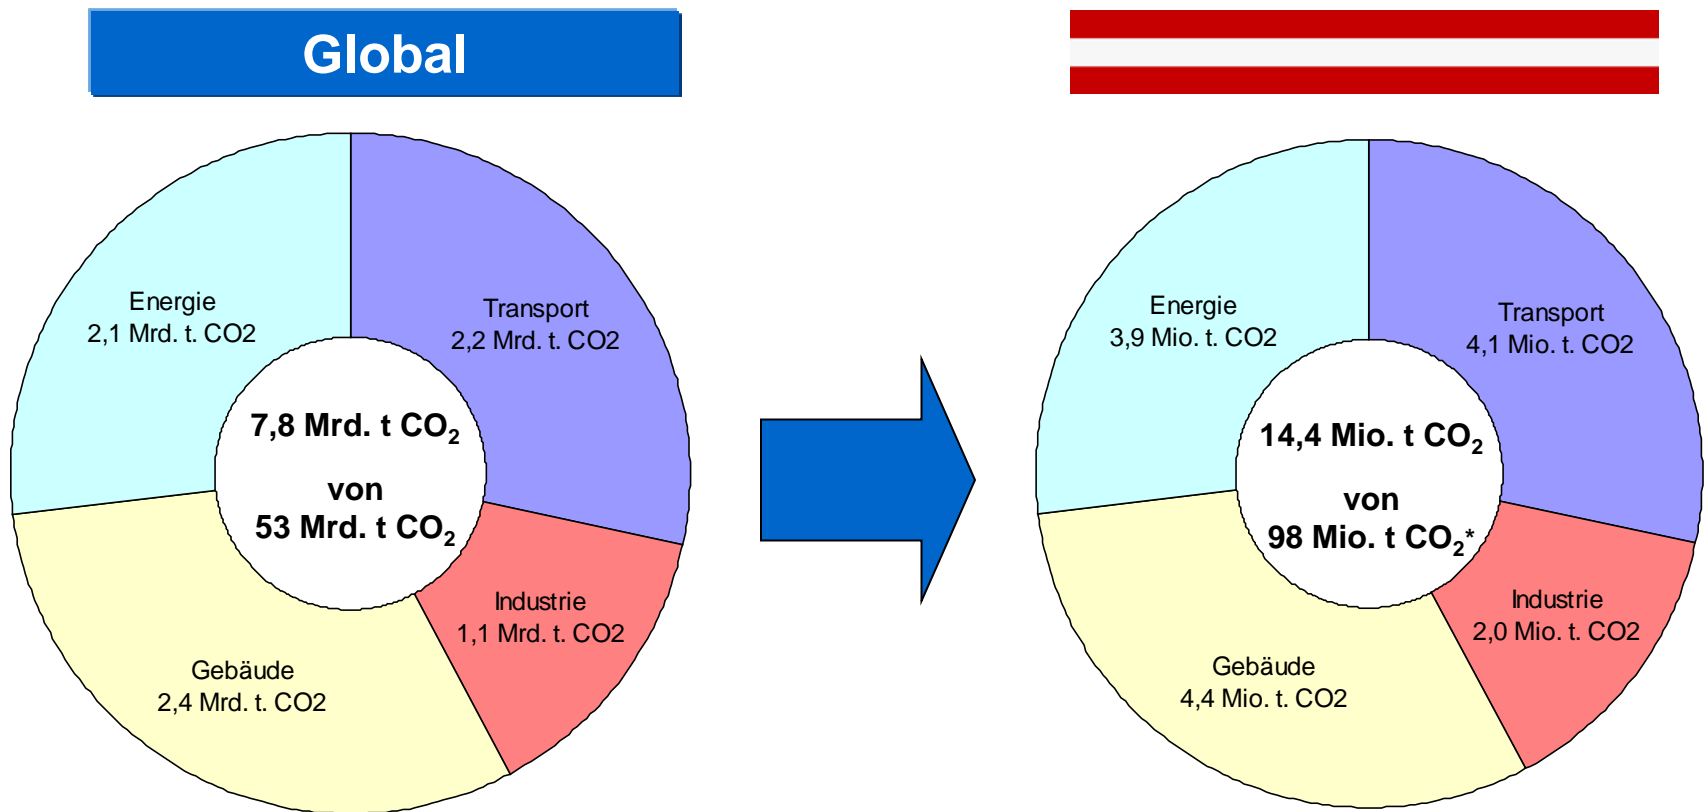 Global
Energie
2,1 Mrd. t. CO2
Transport
2,2 Mrd. t. CO2
7,8 Mrd. t CO₂
von
53 Mrd. t CO₂
Industrie
1,1 Mrd. t. CO2
Gebäude
2,4 Mrd. t. CO2
Energie
3,9 Mio. t. CO2
Transport
4,1 Mio. t. CO2
14,4 Mio. t CO₂
von
98 Mio. t CO₂*
Industrie
2,0 Mio. t. CO2
Gebäude
4,4 Mio. t. CO2